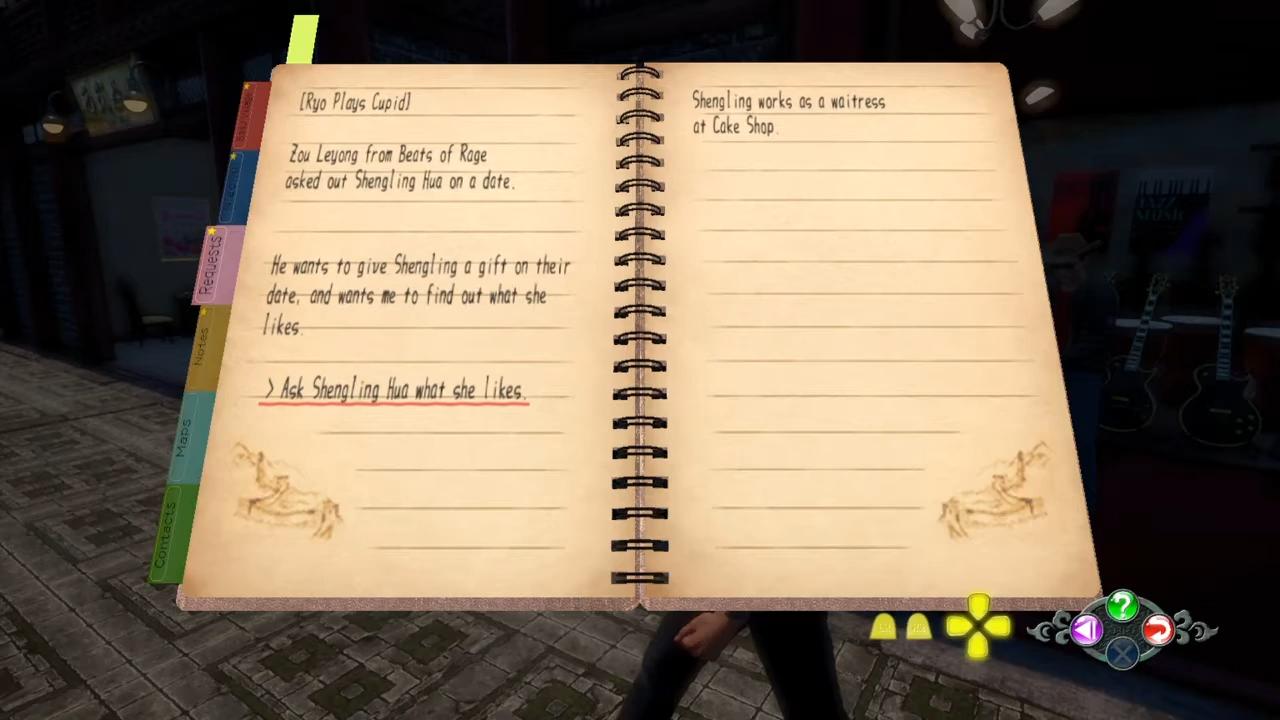 [Ryo Plays Cupid]
Zou Leyong from Beats of Rage
asked out Shengling Hua on a date.
He wants to give Shengling a gift on their
date, and wants me to find out what she
likes.
> Ask Shengling Hua what she likes.
Shengling works as a waitress
at Cake Shop.
Requests
Notes
Maps
Contacts
JAZZ
MUSIC
?